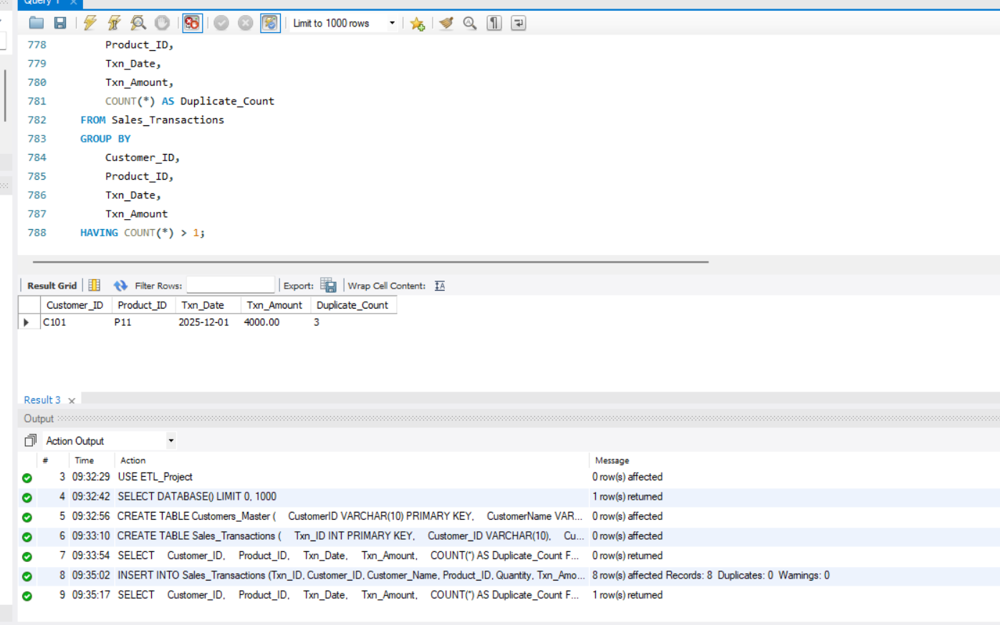 Query 1
Limit to 1000 rows
778 Product_ID,
779 Txn_Date,
780 Txn_Amount,
781 COUNT(*) AS Duplicate_Count
782 FROM Sales_Transactions
783 GROUP BY
784 Customer_ID,
785 Product_ID,
786 Txn_Date,
787 Txn_Amount
788 HAVING COUNT(*) > 1;
Result Grid Filter Rows: Export: Wrap Cell Content:
Customer_ID Product_ID Txn_Date Txn_Amount Duplicate_Count
C101 P11 2025-12-01 4000.00 3
Result 3
Output
Action Output
# Time Action Message
3 09:32:29 USE ETL_Project 0 row(s) affected
4 09:32:42 SELECT DATABASE() LIMIT 0, 1000 1 row(s) returned
5 09:32:56 CREATE TABLE Customers_Master ( CustomerID VARCHAR(10) PRIMARY KEY, CustomerName VAR... 0 row(s) affected
6 09:33:10 CREATE TABLE Sales_Transactions ( Txn_ID INT PRIMARY KEY, Customer_ID VARCHAR(10), Cu... 0 row(s) affected
7 09:33:54 SELECT Customer_ID, Product_ID, Txn_Date, Txn_Amount, COUNT(*) AS Duplicate_Count F... 0 row(s) returned
8 09:35:02 INSERT INTO Sales_Transactions (Txn_ID, Customer_ID, Customer_Name, Product_ID, Quantity, Txn_Amo... 8 row(s) affected Records: 8 Duplicates: 0 Warnings: 0
9 09:35:17 SELECT Customer_ID, Product_ID, Txn_Date, Txn_Amount, COUNT(*) AS Duplicate_Count F... 1 row(s) returned